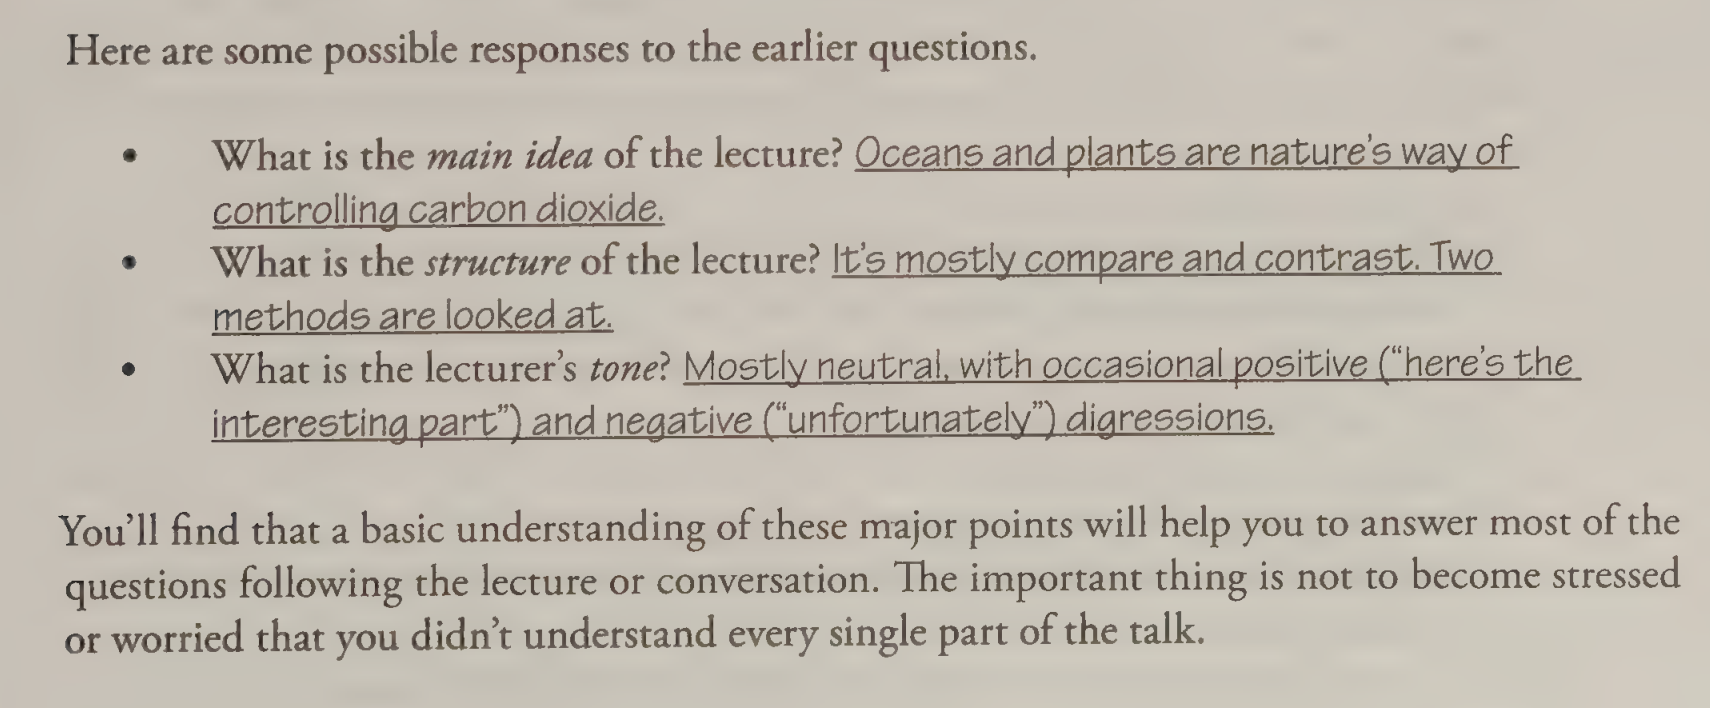 Here are some possible responses to the earlier questions.
• What is the main idea of the lecture? Oceans and plants are nature's way of
controlling carbon dioxide.
• What is the structure of the lecture? It's mostly compare and contrast. Two
methods are looked at.
• What is the lecturer's tone? Mostly neutral, with occasional positive (“here's the
interesting part”) and negative (“unfortunately”) digressions.
You'll find that a basic understanding of these major points will help you to answer most of the
questions following the lecture or conversation. The important thing is not to become stressed
or worried that you didn't understand every single part of the talk.